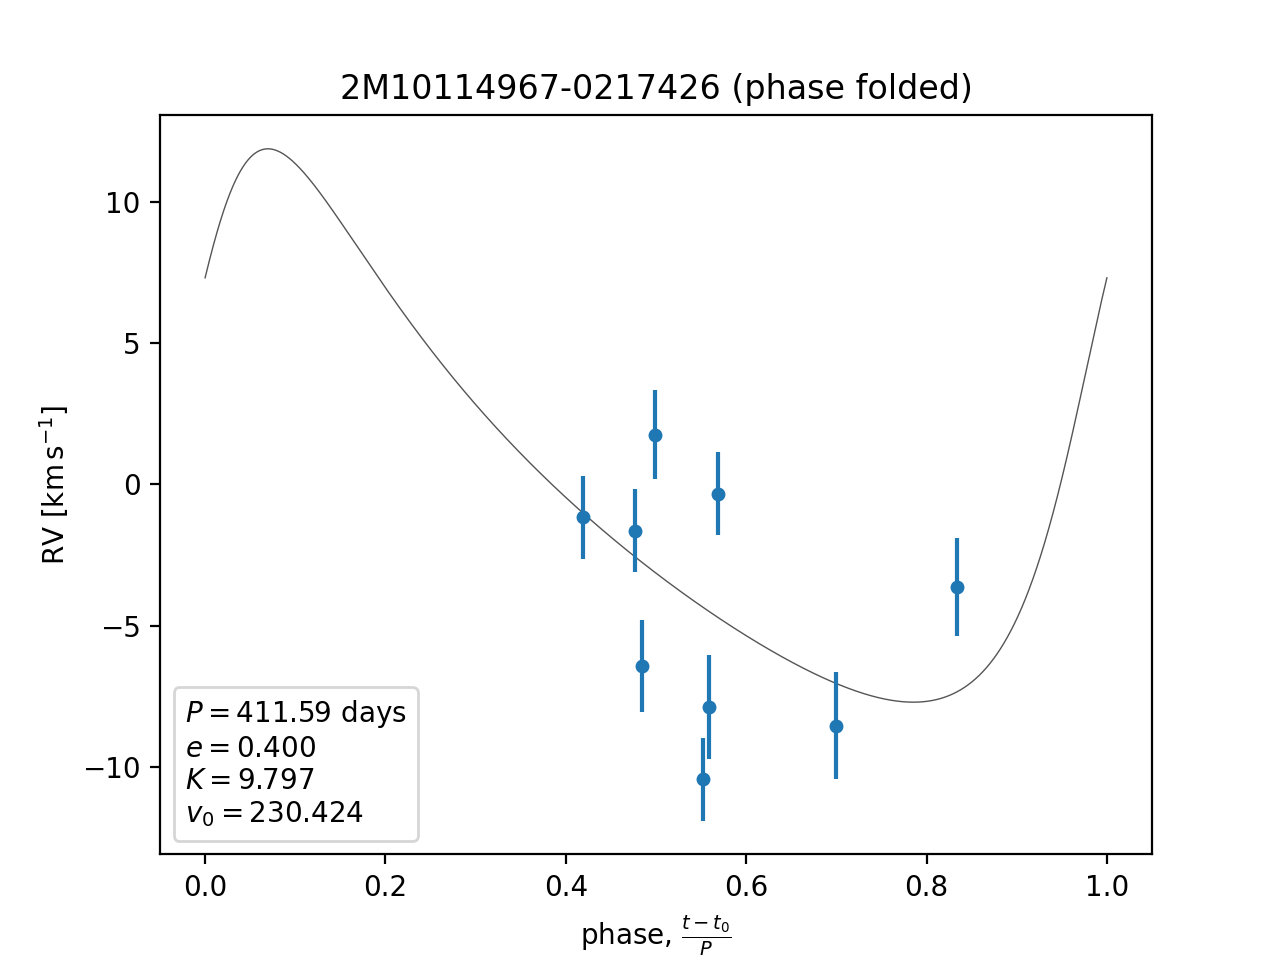 2M10114967-0217426 (phase folded)
RV [km s⁻¹]
10
5
0
−5
−10
P = 411.59 days
e = 0.400
K = 9.797
v₀ = 230.424
0.0 0.2 0.4 0.6 0.8 1.0
phase, (t − t₀)/P